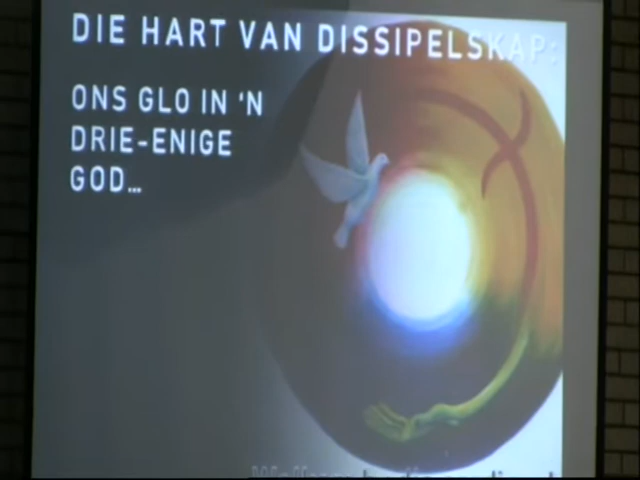 DIE HART VAN DISSIPELSKAP:
ONS GLO IN 'N
DRIE-ENIGE
GOD...